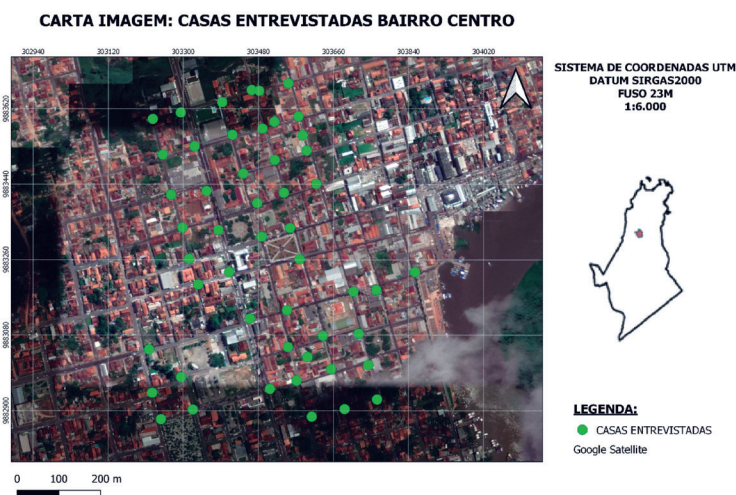 CARTA IMAGEM: CASAS ENTREVISTADAS BAIRRO CENTRO
302940 303120 303300 303480 303660 303840 304020
9883620
9883440
9883260
9883080
9882900
SISTEMA DE COORDENADAS UTM
DATUM SIRGAS2000
FUSO 23M
1:6.000
LEGENDA:
CASAS ENTREVISTADAS
Google Satellite
0 100 200 m